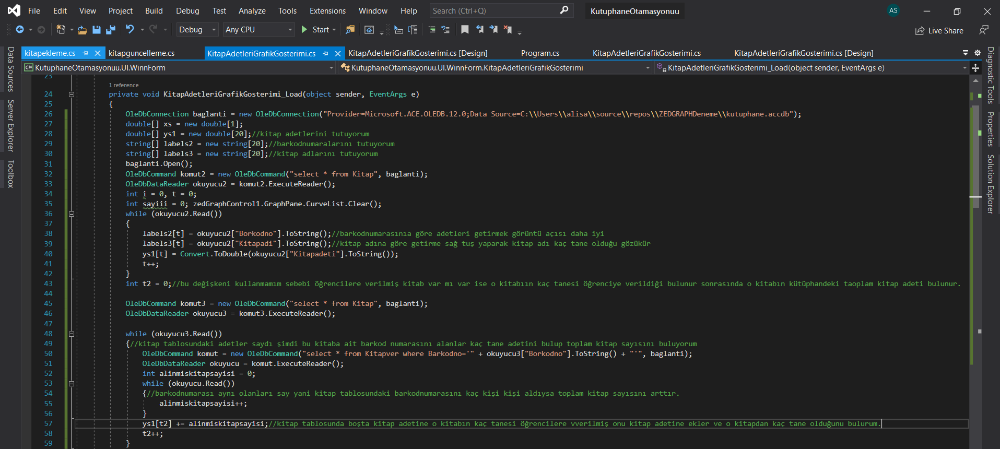 File Edit View Project Build Debug Test Analyze Tools Extensions Window Help Search (Ctrl+Q) KutuphaneOtamasyonuu AS
Debug Any CPU Start Live Share
kitapekleme.cs kitapguncelleme.cs KitapAdetleriGrafikGosterimi.cs KitapAdetleriGrafikGosterimi.cs [Design] Program.cs KitapAdetleriGrafikGosterimi.cs KitapAdetleriGrafikGosterimi.cs [Design]
C# KutuphaneOtamasyonuu.UI.WinnForm KutuphaneOtamasyonuu.UI.WinnForm.KitapAdetleriGrafikGosterimi KitapAdetleriGrafikGosterimi_Load(object sender, EventArgs e)
Data Sources
Server Explorer
Toolbox
Diagnostic Tools
Properties
Solution Explorer
23
1 reference
24 private void KitapAdetleriGrafikGosterimi_Load(object sender, EventArgs e)
25 {
26 OleDbConnection baglanti = new OleDbConnection("Provider=Microsoft.ACE.OLEDB.12.0;Data Source=C:\\Users\\alisa\\source\\repos\\ZEDGRAPHDeneme\\kutuphane.accdb");
27 double[] xs = new double[1];
28 double[] ys1 = new double[20];//kitap adetlerini tutuyorum
29 string[] labels2 = new string[20];//barkodnumaralarını tutuyorum
30 string[] labels3 = new string[20];//kitap adlarını tutuyorum
31 baglanti.Open();
32 OleDbCommand komut2 = new OleDbCommand("select * from Kitap", baglanti);
33 OleDbDataReader okuyucu2 = komut2.ExecuteReader();
34 int i = 0, t = 0;
35 int sayiii = 0; zedGraphControl1.GraphPane.CurveList.Clear();
36 while (okuyucu2.Read())
37 {
38 labels2[t] = okuyucu2["Borkodno"].ToString();//barkodnumarasınıa göre adetleri getirmek görüntü açısı daha iyi
39 labels3[t] = okuyucu2["Kitapadi"].ToString();//kitap adına göre getirme sağ tuş yaparak kitap adı kaç tane olduğu gözükür
40 ys1[t] = Convert.ToDouble(okuyucu2["Kitapadeti"].ToString());
41 t++;
42 }
43 int t2 = 0;//bu değişkeni kullanmamım sebebi öğrencilere verilmiş kitab var mı var ise o kitabıın kaç tanesi öğrenciye verildiği bulunur sonrasında o kitabın kütüphandeki taoplam kitap adeti bulunur.
44
45 OleDbCommand komut3 = new OleDbCommand("select * from Kitap", baglanti);
46 OleDbDataReader okuyucu3 = komut3.ExecuteReader();
47
48 while (okuyucu3.Read())
49 {//kitap tablosundaki adetler saydı şimdi bu kitaba ait barkod numarasını alanlar kaç tane adetini bulup toplam kitap sayısını buluyorum
50 OleDbCommand komut = new OleDbCommand("select * from Kitapver where Barkodno='" + okuyucu3["Borkodno"].ToString() + "'", baglanti);
51 OleDbDataReader okuyucu = komut.ExecuteReader();
52 int alinmiskitapsayisi = 0;
53 while (okuyucu.Read())
54 {//barkodnumarası aynı olanları say yani kitap tablosundaki barkodnumarasını kaç kişi kişi aldıysa toplam kitap sayısını arttır.
55 alinmiskitapsayisi++;
56 }
57 ys1[t2] += alinmiskitapsayisi;//kitap tablosunda boşta kitap adetine o kitabın kaç tanesi öğrencilere vverilmiş onu kitap adetine ekler ve o kitapdan kaç tane olduğunu bulurum.
58 t2++;
59 }